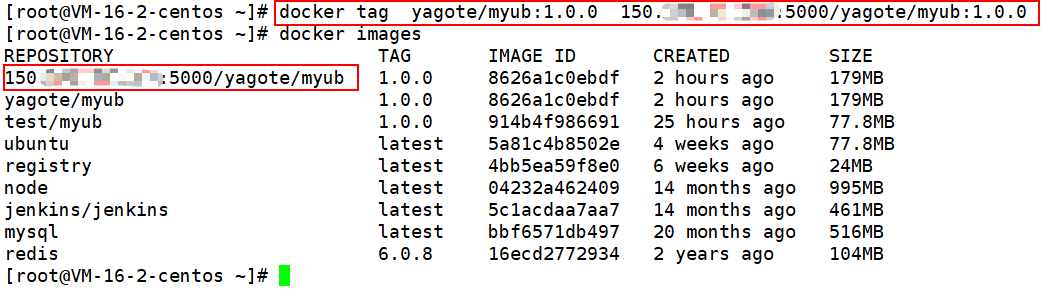 [root@VM-16-2-centos ~]# docker tag  yagote/myub:1.0.0  150. :5000/yagote/myub:1.0.0
[root@VM-16-2-centos ~]# docker images
REPOSITORY TAG IMAGE ID CREATED SIZE
150 :5000/yagote/myub 1.0.0 8626a1c0ebdf 2 hours ago 179MB
yagote/myub 1.0.0 8626a1c0ebdf 2 hours ago 179MB
test/myub 1.0.0 914b4f986691 25 hours ago 77.8MB
ubuntu latest 5a81c4b8502e 4 weeks ago 77.8MB
registry latest 4bb5ea59f8e0 6 weeks ago 24MB
node latest 04232a462409 14 months ago 995MB
jenkins/jenkins latest 5c1acdaa7aa7 14 months ago 461MB
mysql latest bbf6571db497 20 months ago 516MB
redis 6.0.8 16ecd2772934 2 years ago 104MB
[root@VM-16-2-centos ~]#